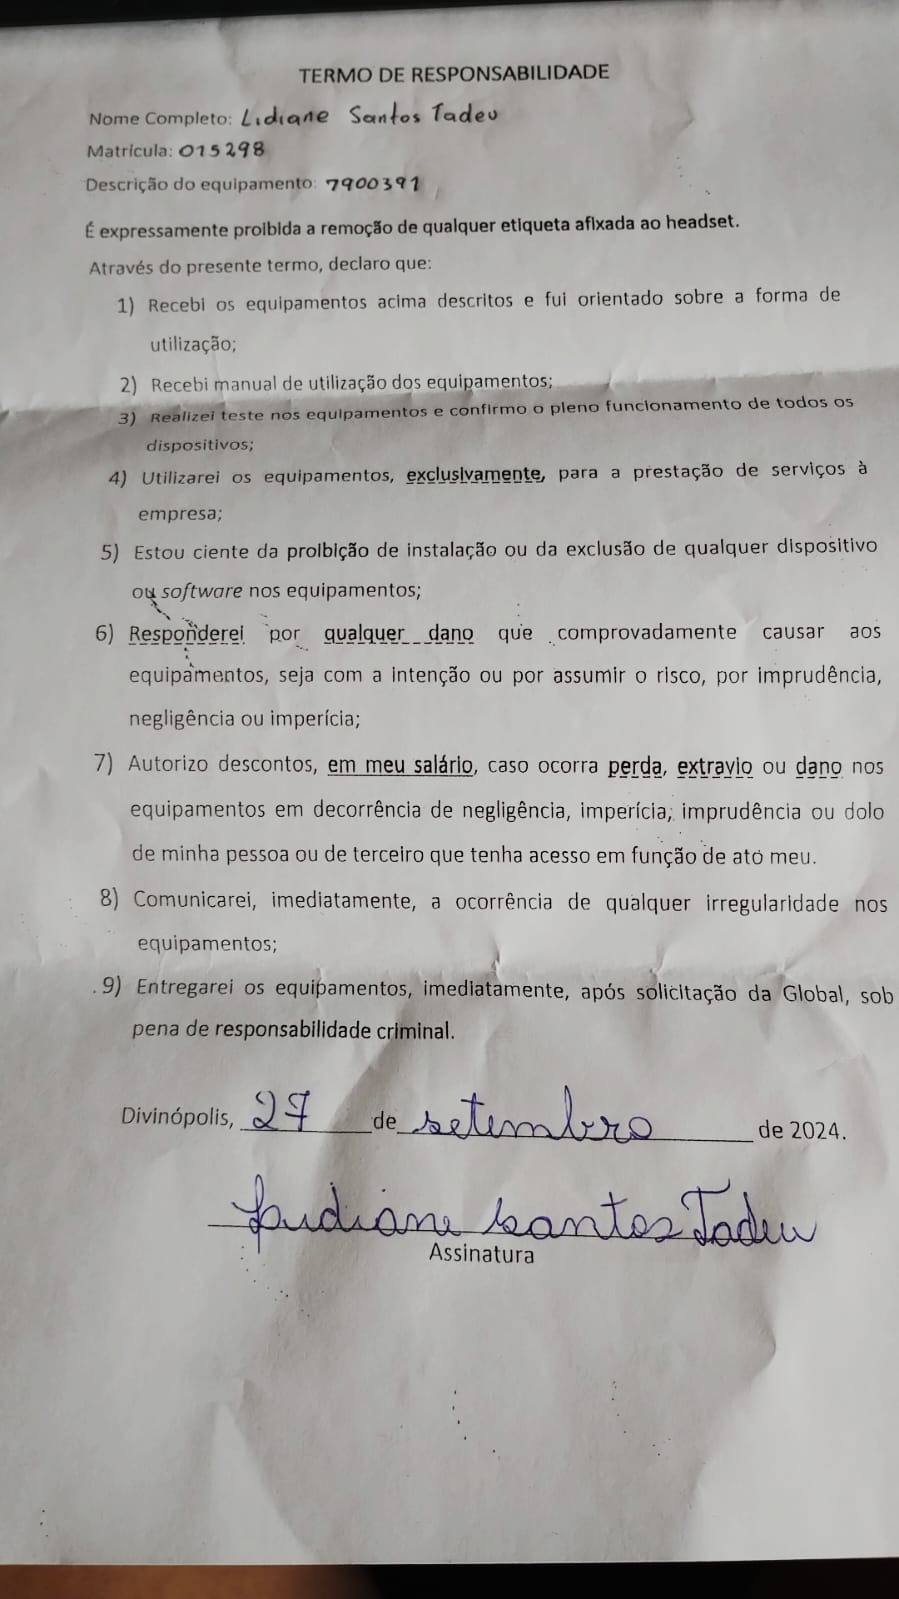 TERMO DE RESPONSABILIDADE
Nome Completo: Lidiane Santos Tadeu
Matrícula: 015298
Descrição do equipamento: 7900391
É expressamente proibida a remoção de qualquer etiqueta afixada ao headset.
Através do presente termo, declaro que:
1) Recebi os equipamentos acima descritos e fui orientado sobre a forma de
utilização;
2) Recebi manual de utilização dos equipamentos;
3) Realizei teste nos equipamentos e confirmo o pleno funcionamento de todos os
dispositivos;
4) Utilizarei os equipamentos, exclusivamente, para a prestação de serviços à
empresa;
5) Estou ciente da proibição de instalação ou da exclusão de qualquer dispositivo
ou software nos equipamentos;
6) Responderei por qualquer dano que comprovadamente causar aos
equipamentos, seja com a intenção ou por assumir o risco, por imprudência,
negligência ou imperícia;
7) Autorizo descontos, em meu salário, caso ocorra perda, extravio ou dano nos
equipamentos em decorrência de negligência, imperícia, imprudência ou dolo
de minha pessoa ou de terceiro que tenha acesso em função de ato meu.
8) Comunicarei, imediatamente, a ocorrência de qualquer irregularidade nos
equipamentos;
9) Entregarei os equipamentos, imediatamente, após solicitação da Global, sob
pena de responsabilidade criminal.
Divinópolis, 27 de setembro de 2024.
Lidiane Santos Tadeu
Assinatura